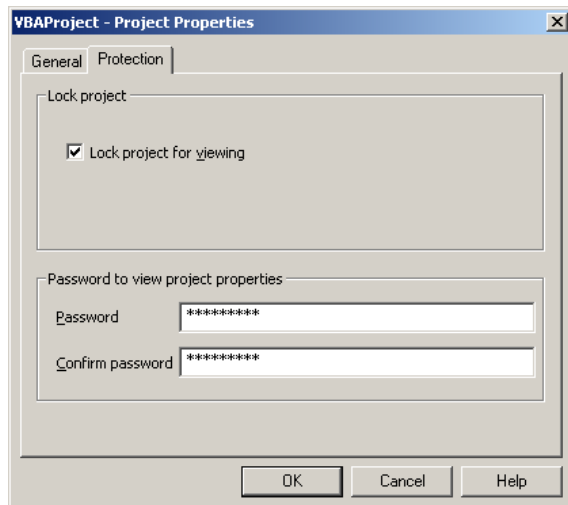 VBAProject - Project Properties
General Protection
Lock project
Lock project for viewing
Password to view project properties
Password *********
Confirm password *********
OK Cancel Help